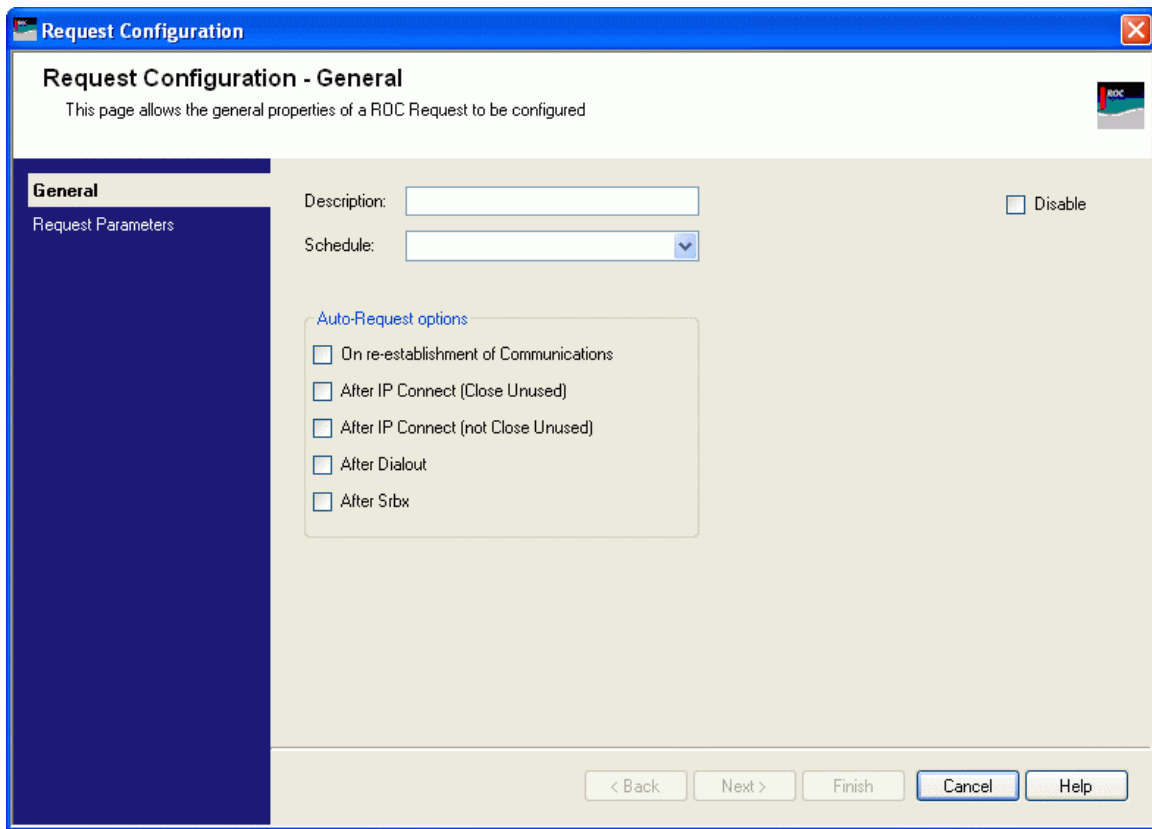 Request Configuration
Request Configuration - General
This page allows the general properties of a ROC Request to be configured
ROC
General
Request Parameters
Description:
Disable
Schedule:
Auto-Request options
On re-establishment of Communications
After IP Connect (Close Unused)
After IP Connect (not Close Unused)
After Dialout
After Srbx
< Back
Next >
Finish
Cancel
Help